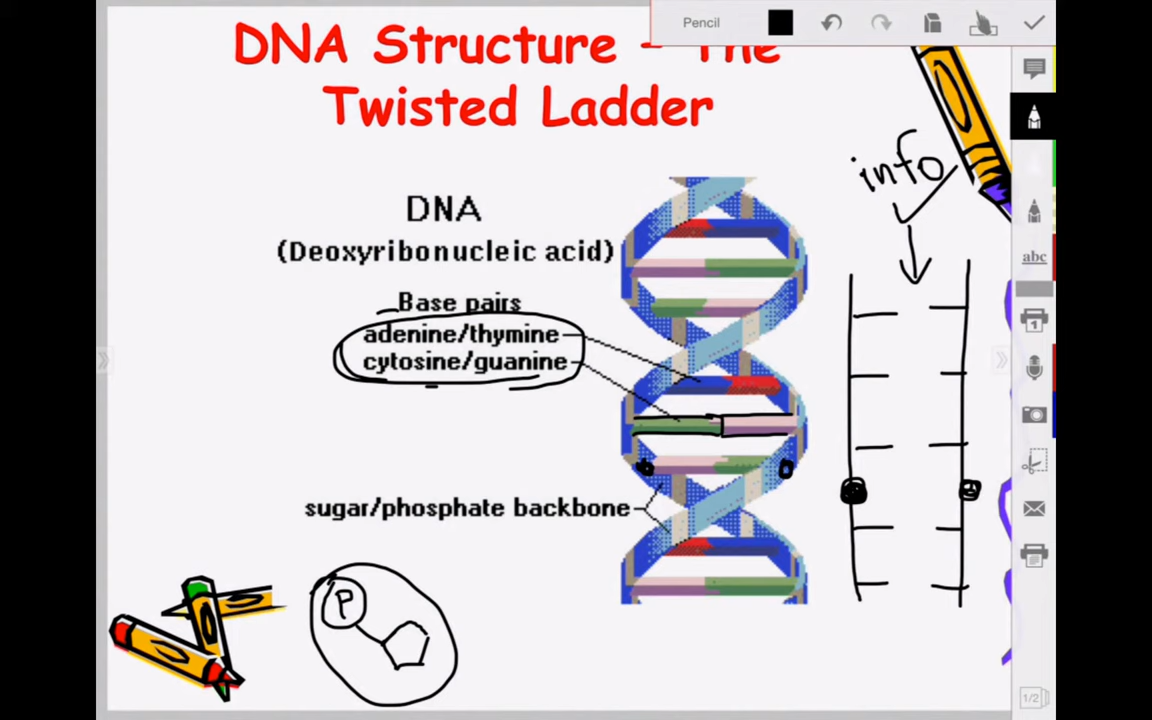 Pencil
DNA Structure - The
Twisted Ladder
info
DNA
(Deoxyribonucleic acid)
Base pairs
adenine/thymine
cytosine/guanine
sugar/phosphate backbone
P
abc
1
1/2